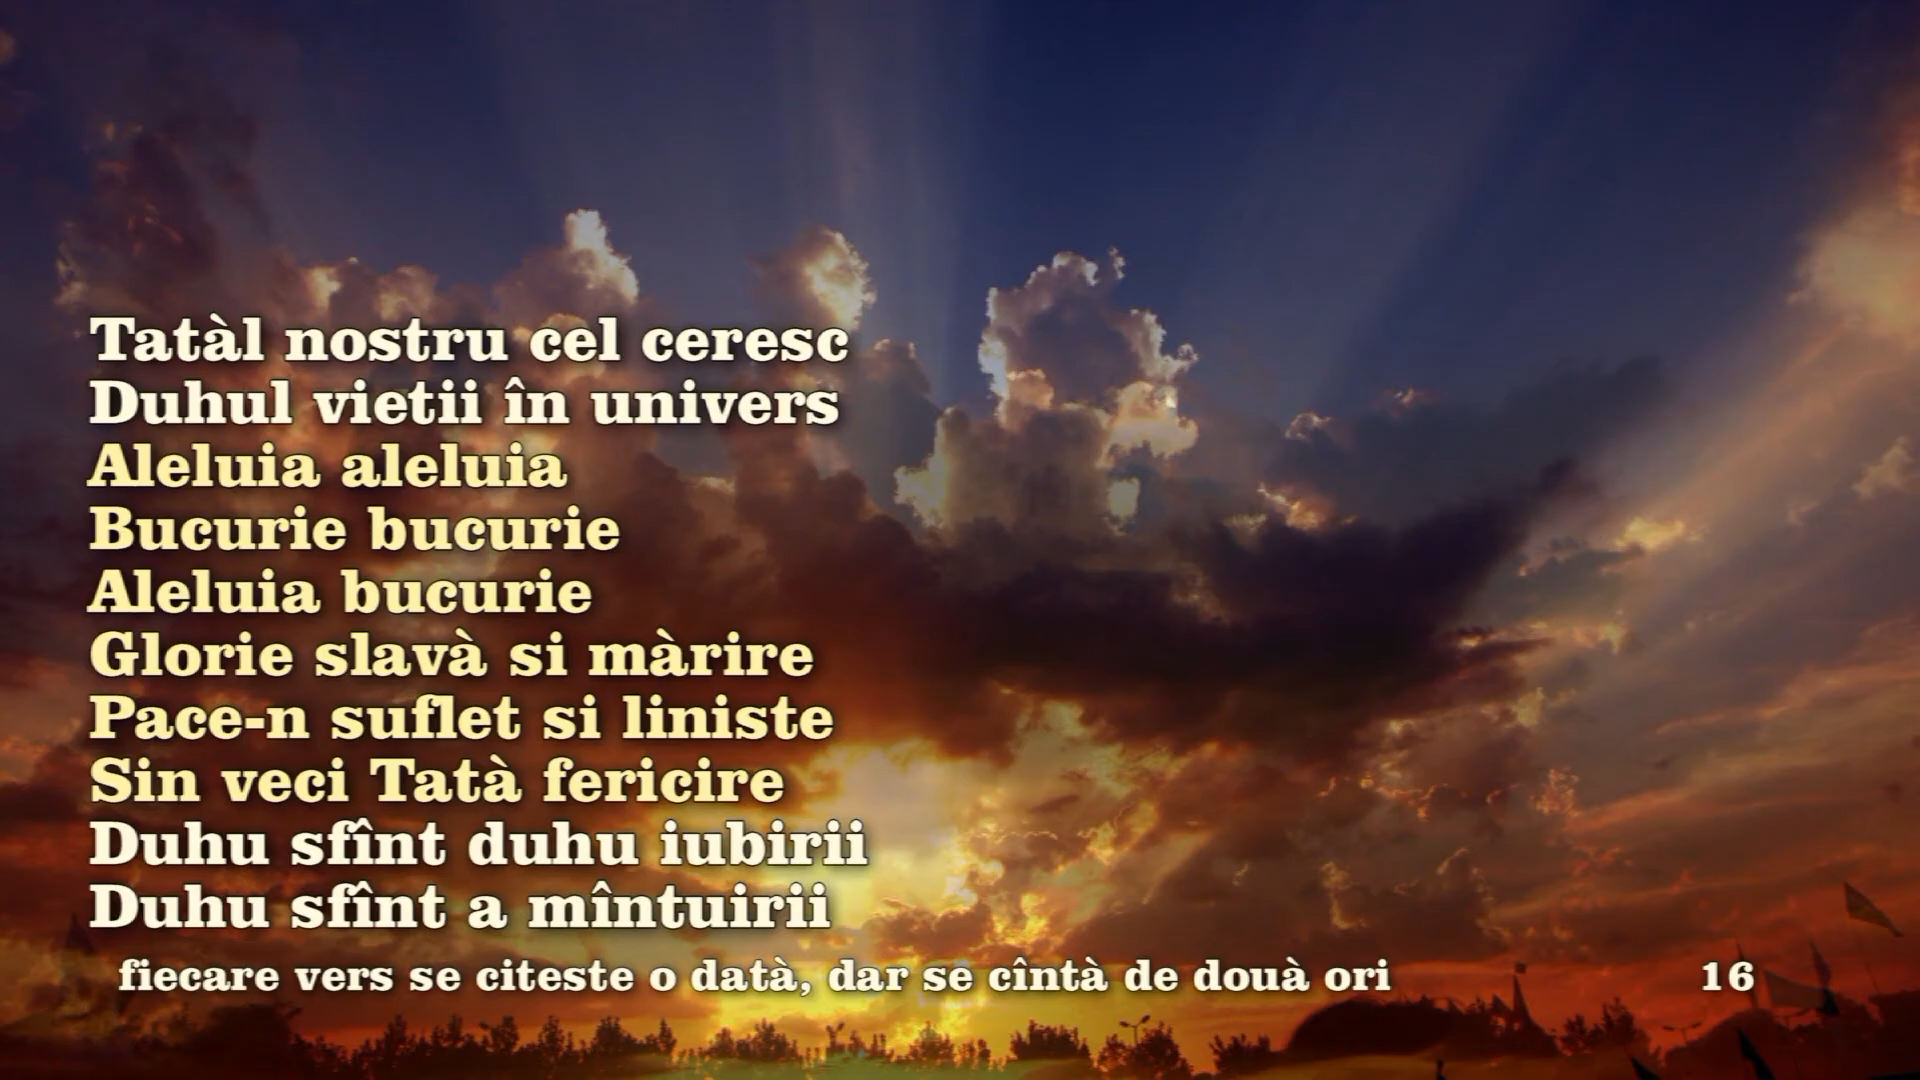 Tatàl nostru cel ceresc
Duhul vietii în univers
Aleluia aleluia
Bucurie bucurie
Aleluia bucurie
Glorie slavà si màrire
Pace-n suflet si liniste
Sin veci Tatà fericire
Duhu sfînt duhu iubirii
Duhu sfînt a mîntuirii
fiecare vers se citeste o datà, dar se cîntà de douà ori 16